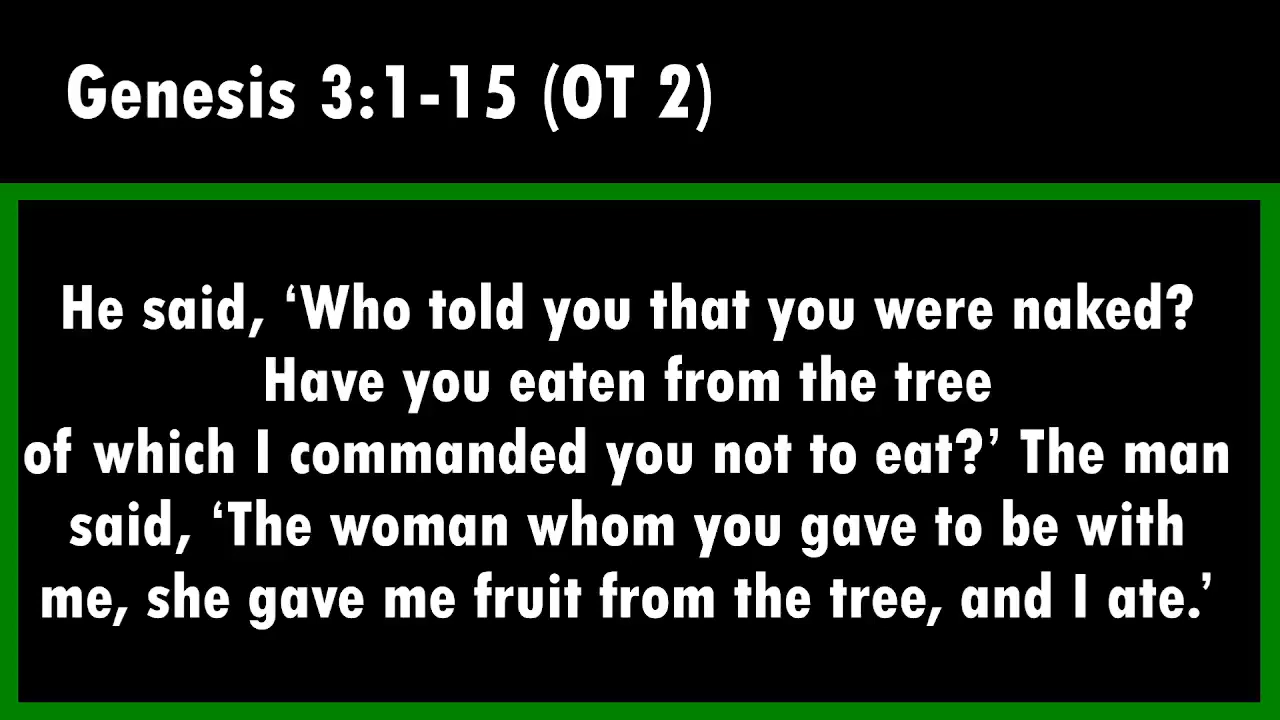 Genesis 3:1-15 (OT 2)
He said, ‘Who told you that you were naked?
Have you eaten from the tree
of which I commanded you not to eat?’ The man
said, ‘The woman whom you gave to be with
me, she gave me fruit from the tree, and I ate.’